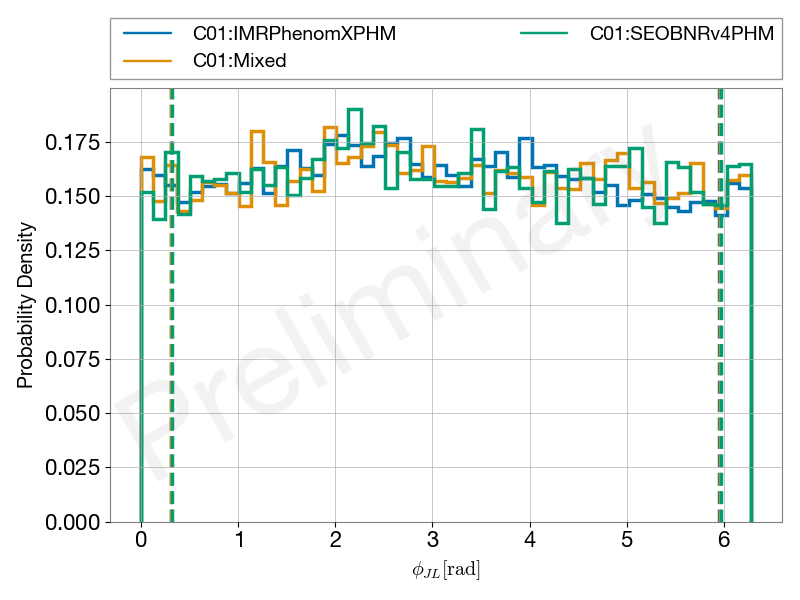 C01:IMRPhenomXPHM
C01:Mixed
C01:SEOBNRv4PHM
0.175
0.150
0.125
0.100
0.075
0.050
0.025
0.000
Probability Density
Preliminary
0 1 2 3 4 5 6
ϕ_JL[rad]